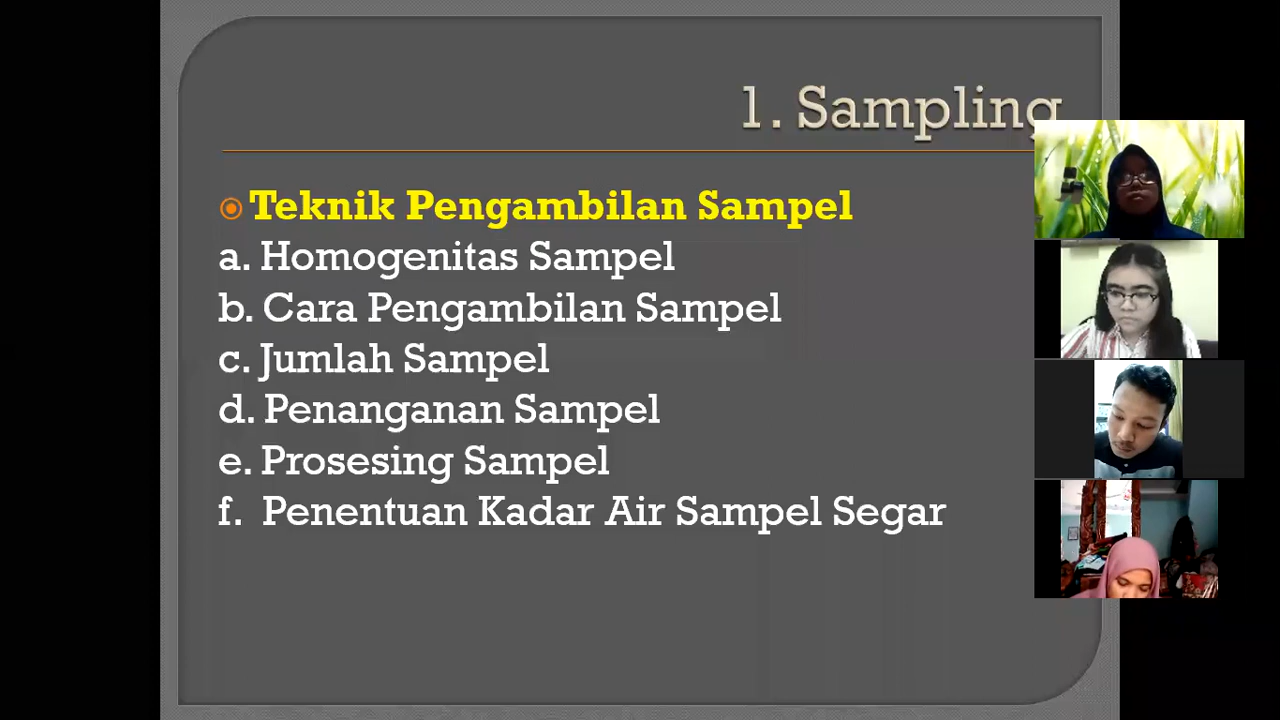 1. Sampling
Teknik Pengambilan Sampel
a. Homogenitas Sampel
b. Cara Pengambilan Sampel
c. Jumlah Sampel
d. Penanganan Sampel
e. Prosesing Sampel
f. Penentuan Kadar Air Sampel Segar